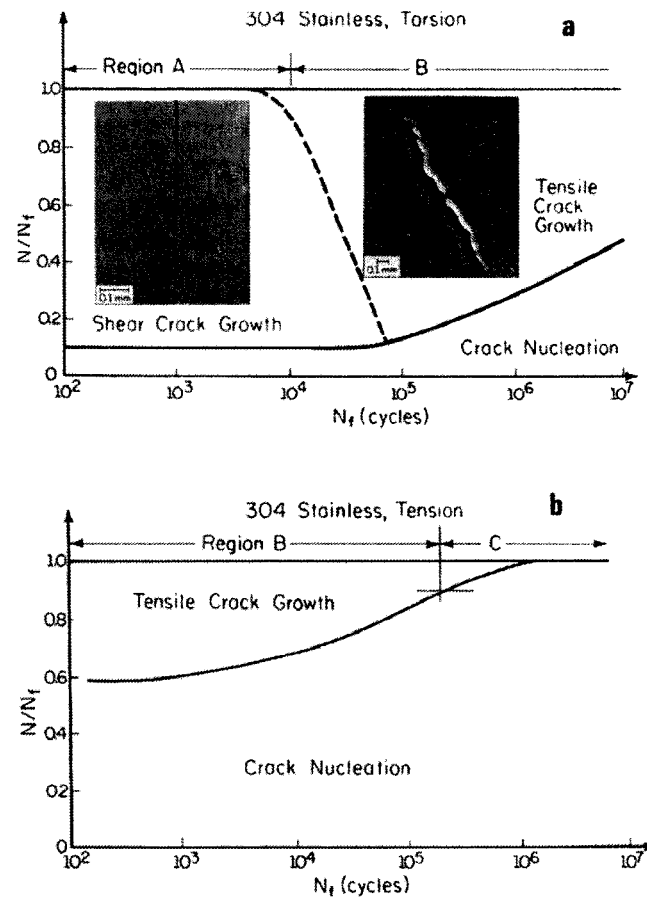 304 Stainless, Torsion
a
Region A
B
1.0
0.8
0.6
0.4
0.2
0
N/Nf
0.1mm
0.1mm
Tensile
Crack
Growth
Shear Crack Growth
Crack Nucleation
10² 10³ 10⁴ 10⁵ 10⁶ 10⁷
Nf (cycles)
b
304 Stainless, Tension
Region B
C
1.0
0.8
0.6
0.4
0.2
0
N/Nf
Tensile Crack Growth
Crack Nucleation
10² 10³ 10⁴ 10⁵ 10⁶ 10⁷
Nf (cycles)